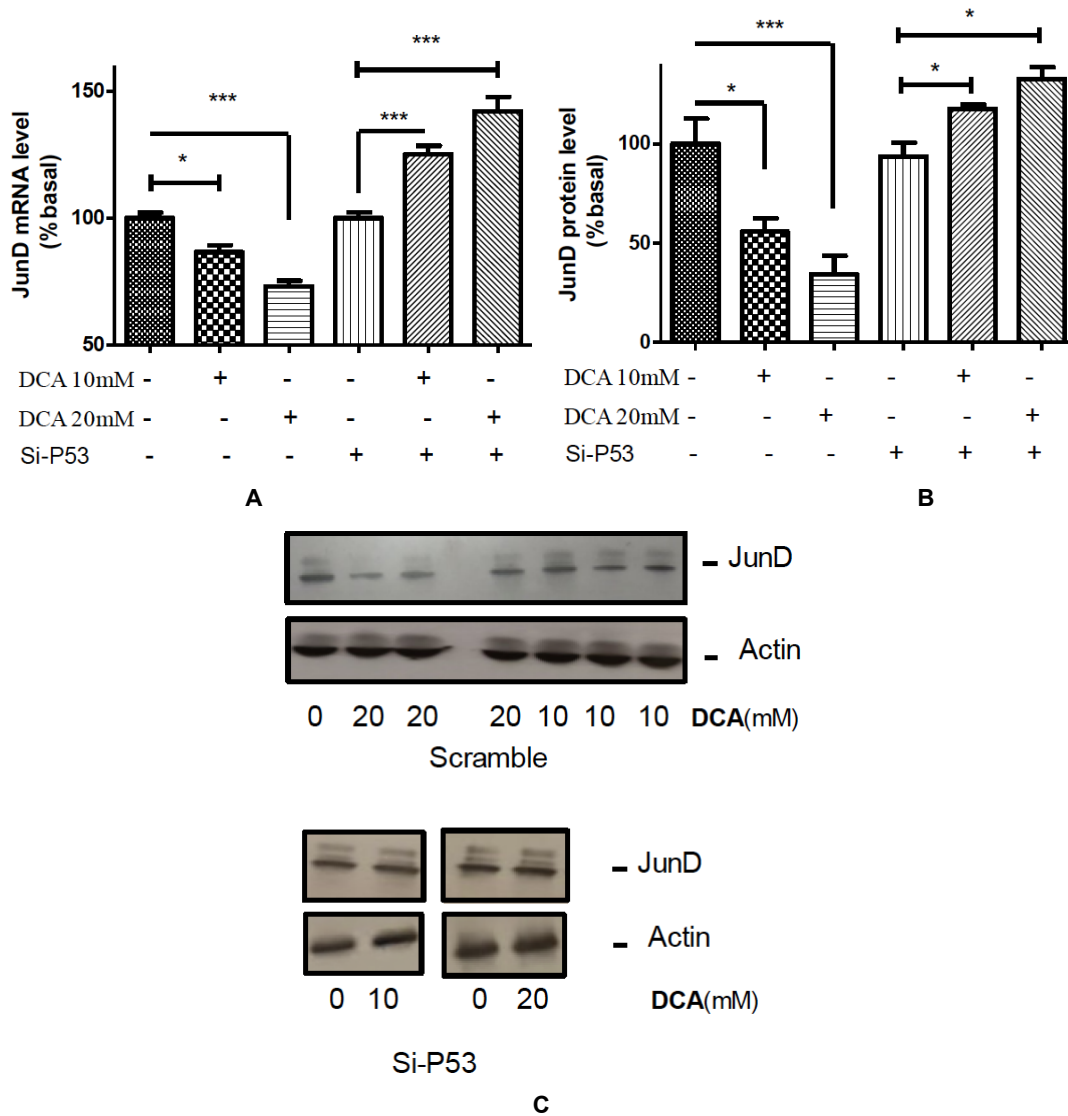 ***
***
*
***
150
100
50
JunD mRNA level
(% basal)
DCA 10mM - + - - + -
DCA 20mM - - + - - +
Si-P53 - - - + + +
A
*
***
*
*
100
50
0
JunD protein level
(% basal)
DCA 10mM - + - - + -
DCA 20mM - - + - - +
Si-P53 - - - + + +
B
- JunD
- Actin
0 20 20 20 10 10 10 DCA(mM)
Scramble
- JunD
- Actin
0 10 0 20 DCA(mM)
Si-P53
C